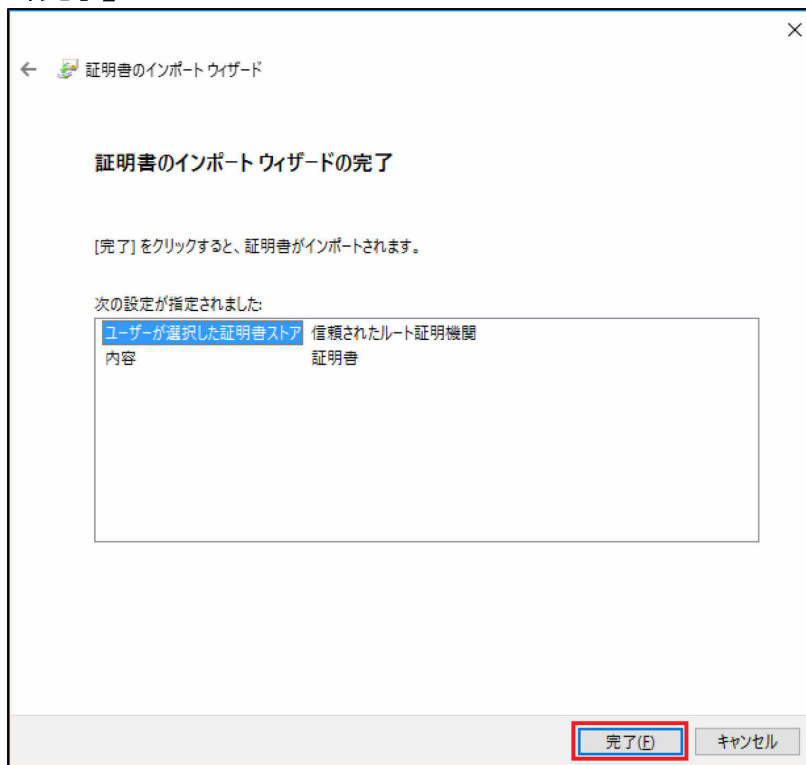 証明書のインポート ウィザード
証明書のインポート ウィザードの完了
[完了] をクリックすると、証明書がインポートされます。
次の設定が指定されました:
ユーザーが選択した証明書ストア 信頼されたルート証明機関
内容 証明書
完了(F) キャンセル